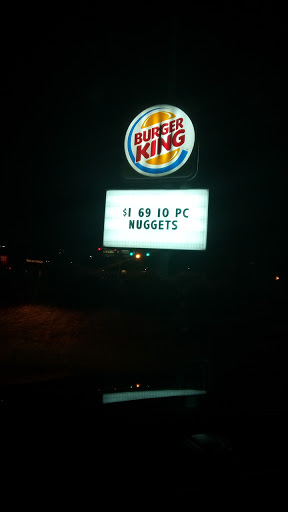 BURGER
KING
$1 69 10 PC
NUGGETS